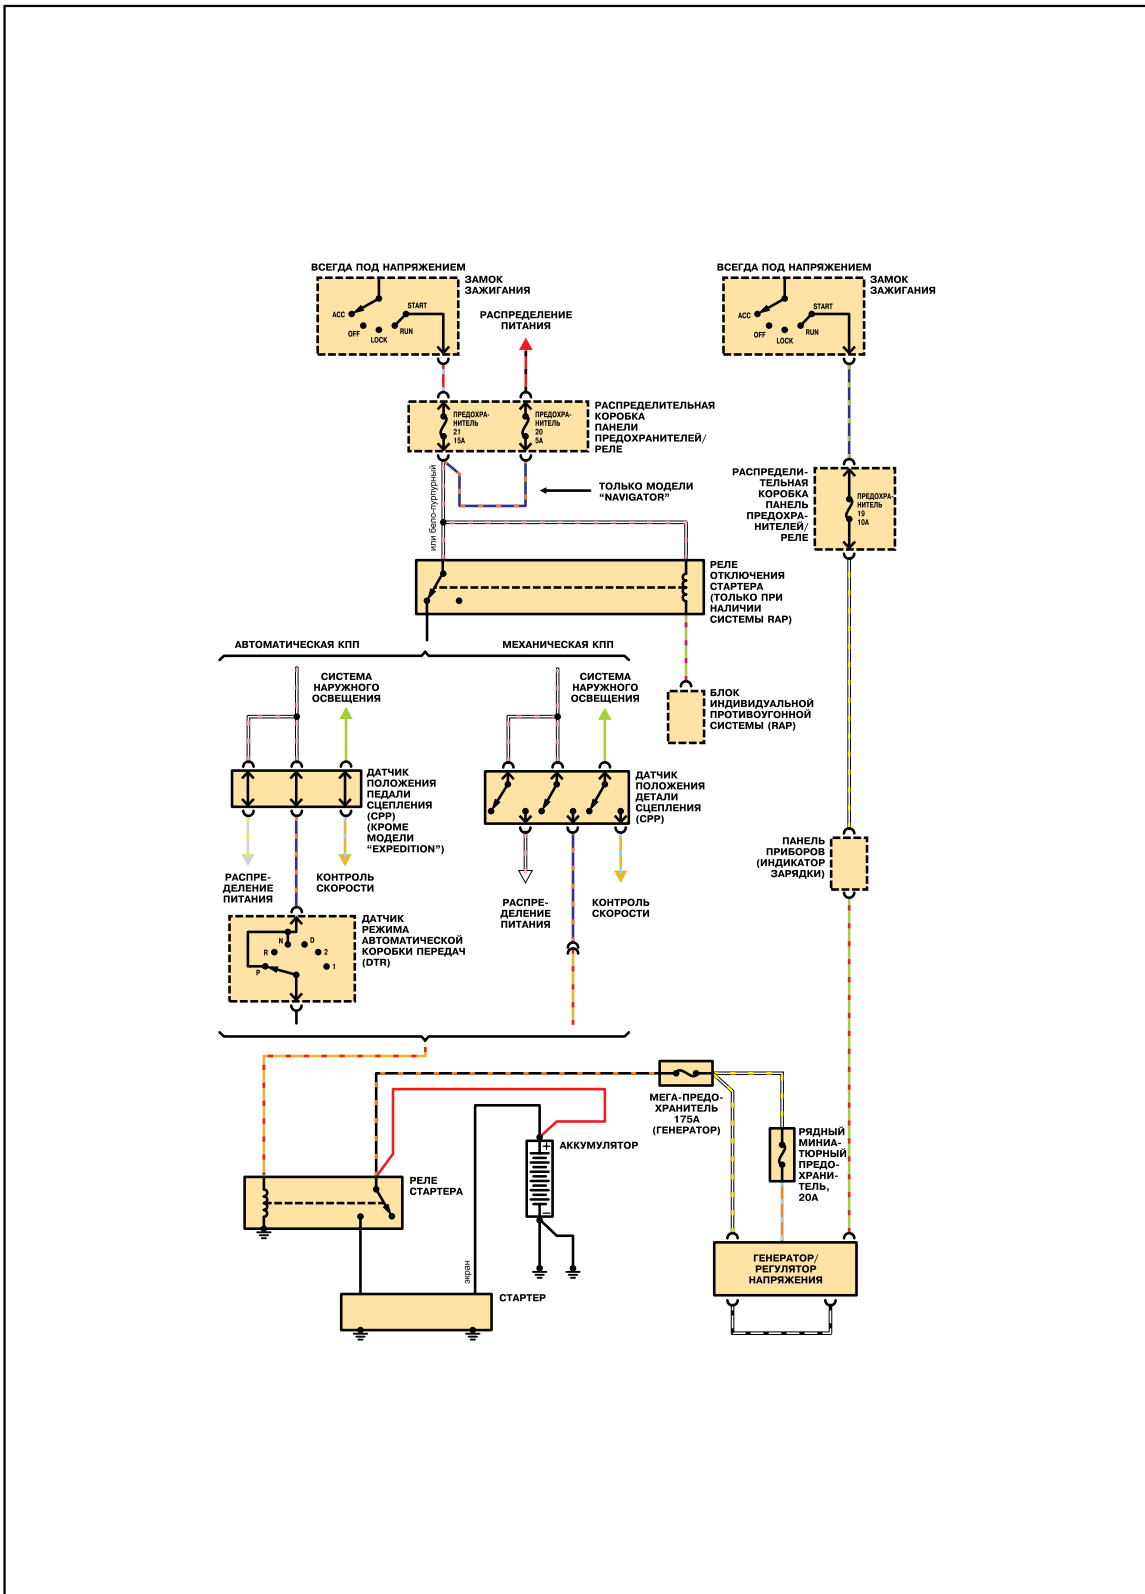 ВСЕГДА ПОД НАПРЯЖЕНИЕМ
ЗАМОК
ЗАЖИГАНИЯ
START
ACC
OFF
LOCK
RUN
РАСПРЕДЕЛЕНИЕ
ПИТАНИЯ
ВСЕГДА ПОД НАПРЯЖЕНИЕМ
ЗАМОК
ЗАЖИГАНИЯ
START
ACC
OFF
LOCK
RUN
ПРЕДОХРА-
НИТЕЛЬ
21
15А
ПРЕДОХРА-
НИТЕЛЬ
20
5А
РАСПРЕДЕЛИТЕЛЬНАЯ
КОРОБКА
ПАНЕЛИ
ПРЕДОХРАНИТЕЛЕЙ/
РЕЛЕ
или бело-пурпурный
ТОЛЬКО МОДЕЛИ
“NAVIGATOR”
РАСПРЕДЕЛИ-
ТЕЛЬНАЯ
КОРОБКА
ПАНЕЛЬ
ПРЕДОХРА-
НИТЕЛЕЙ/
РЕЛЕ
ПРЕДОХРА-
НИТЕЛЬ
19
10А
РЕЛЕ
ОТКЛЮЧЕНИЯ
СТАРТЕРА
(ТОЛЬКО ПРИ
НАЛИЧИИ
СИСТЕМЫ RAP)
АВТОМАТИЧЕСКАЯ КПП
МЕХАНИЧЕСКАЯ КПП
СИСТЕМА
НАРУЖНОГО
ОСВЕЩЕНИЯ
СИСТЕМА
НАРУЖНОГО
ОСВЕЩЕНИЯ
БЛОК
ИНДИВИДУАЛЬНОЙ
ПРОТИВОУГОННОЙ
СИСТЕМЫ (RAP)
ДАТЧИК
ПОЛОЖЕНИЯ
ПЕДАЛИ
СЦЕПЛЕНИЯ
(CPP)
(КРОМЕ
МОДЕЛИ
“EXPEDITION”)
ДАТЧИК
ПОЛОЖЕНИЯ
ДЕТАЛИ
СЦЕПЛЕНИЯ
(CPP)
РАСПРЕ-
ДЕЛЕНИЕ
ПИТАНИЯ
КОНТРОЛЬ
СКОРОСТИ
РАСПРЕ-
ДЕЛЕНИЕ
ПИТАНИЯ
КОНТРОЛЬ
СКОРОСТИ
ПАНЕЛЬ
ПРИБОРОВ
(ИНДИКАТОР
ЗАРЯДКИ)
N
D
R
2
P
1
ДАТЧИК
РЕЖИМА
АВТОМАТИЧЕСКОЙ
КОРОБКИ ПЕРЕДАЧ
(DTR)
МЕГА-ПРЕДО-
ХРАНИТЕЛЬ
175А
(ГЕНЕРАТОР)
РЯДНЫЙ
МИНИА-
ТЮРНЫЙ
ПРЕДО-
ХРАНИ-
ТЕЛЬ,
20А
+
АККУМУЛЯТОР
–
РЕЛЕ
СТАРТЕРА
экран
СТАРТЕР
ГЕНЕРАТОР/
РЕГУЛЯТОР
НАПРЯЖЕНИЯ